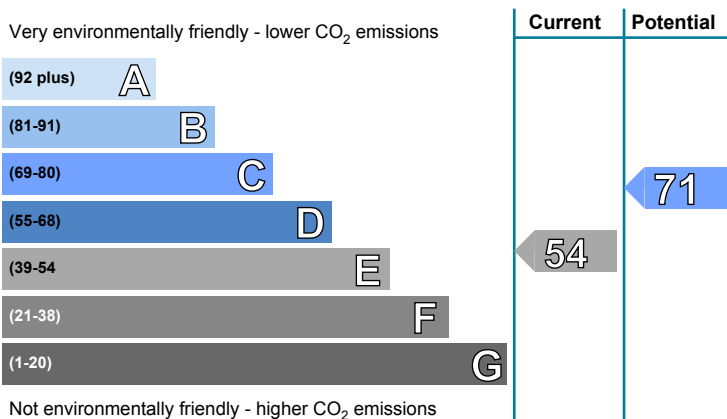 Very environmentally friendly - lower CO2 emissions
Current
Potential
(92 plus) A
(81-91) B
(69-80) C
71
(55-68) D
54
(39-54 E
(21-38) F
(1-20) G
Not environmentally friendly - higher CO2 emissions